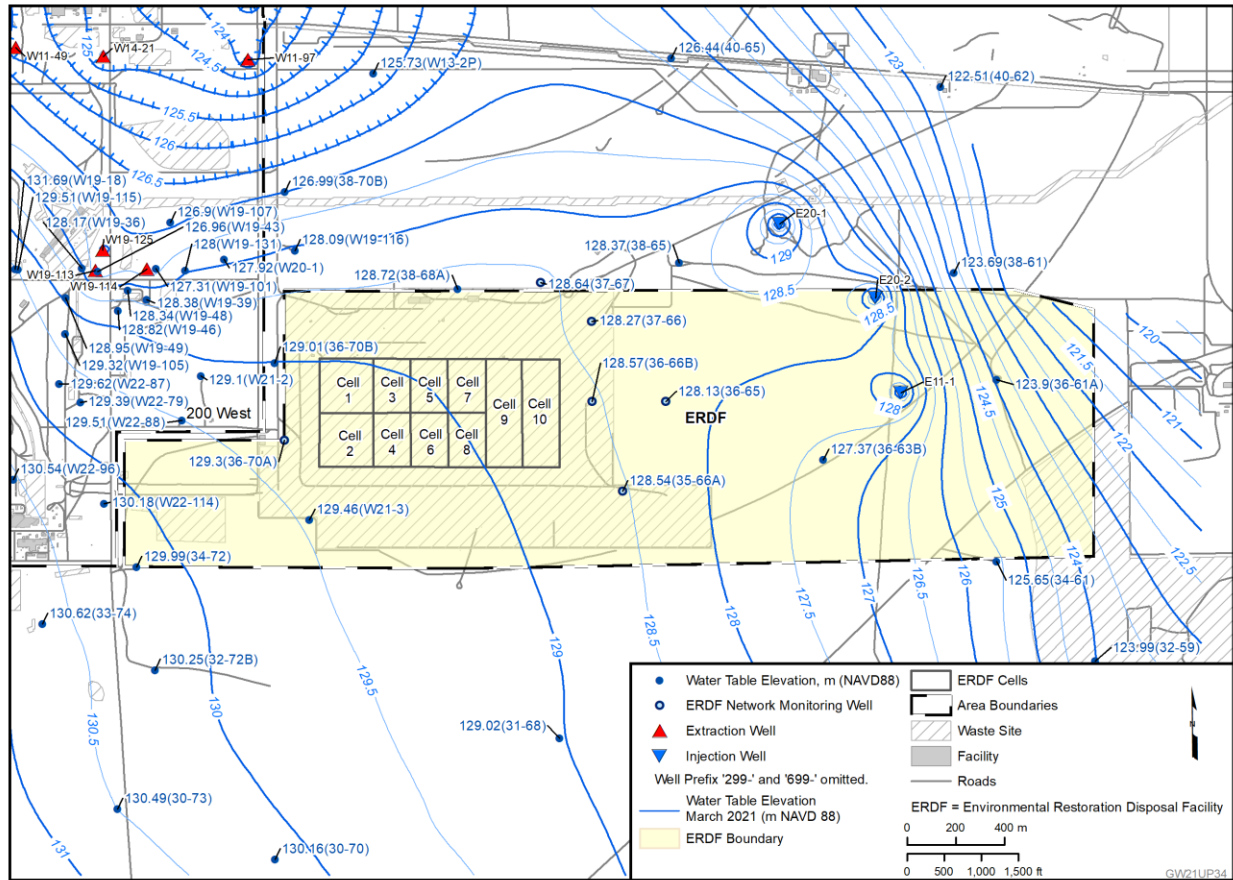 124
125
124.5
W11-49
W14-21
W11-97
125.73(W13-2P)
126.44(40-65)
123
122.51(40-62)
125.5
126
126.5
131.69(W19-18)
129.51(W19-115)
128.17(W19-36)
126.99(38-70B)
126.9(W19-107)
126.96(W19-43)
W19-125
128(W19-131)
128.09(W19-116)
E20-1
129
128.37(38-65)
W19-113
127.92(W20-1)
123.69(38-61)
W19-114
127.31(W19-101)
128.72(38-68A)
128.64(37-67)
128.5
E20-2
128.5
128.38(W19-39)
128.34(W19-48)
128.82(W19-46)
128.27(37-66)
120
128.95(W19-49)
129.01(36-70B)
121.5
129.32(W19-105)
129.62(W22-87)
129.1(W21-2)
128.57(36-66B)
128.13(36-65)
E11-1
123.9(36-61A)
129.39(W22-79)
129.51(W22-88)
200 West
Cell 1
Cell 3
Cell 5
Cell 7
Cell 9
Cell 10
Cell 2
Cell 4
Cell 6
Cell 8
ERDF
128
124.5
121
122
129.3(36-70A)
127.37(36-63B)
130.54(W22-96)
130.18(W22-114)
128.54(35-66A)
129.46(W21-3)
125
129.99(34-72)
125.5
124
122.5
126
126.5
127
125.65(34-61)
127.5
128
128.5
130.62(33-74)
130.25(32-72B)
129
129.5
130
130.5
123.99(32-59)
129.02(31-68)
130.49(30-73)
130.16(30-70)
131
Water Table Elevation, m (NAVD88)
ERDF Network Monitoring Well
Extraction Well
Injection Well
Well Prefix '299-' and '699-' omitted.
Water Table Elevation
March 2021 (m NAVD 88)
ERDF Boundary
ERDF Cells
Area Boundaries
Waste Site
Facility
Roads
N
ERDF = Environmental Restoration Disposal Facility
0 200 400 m
0 500 1,000 1,500 ft
GW21UP34